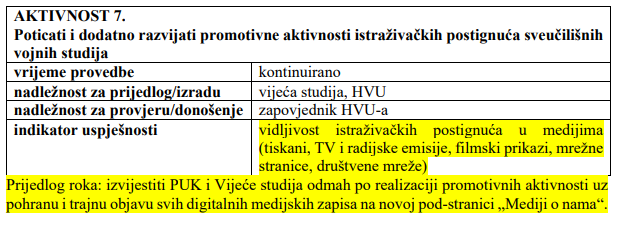 AKTIVNOST 7.
Poticati i dodatno razvijati promotivne aktivnosti istraživačkih postignuća sveučilišnih
vojnih studija
vrijeme provedbe kontinuirano
nadležnost za prijedlog/izradu vijeća studija, HVU
nadležnost za provjeru/donošenje zapovjednik HVU-a
indikator uspješnosti vidljivost istraživačkih postignuća u medijima
(tiskani, TV i radijske emisije, filmski prikazi, mrežne
stranice, društvene mreže)
Prijedlog roka: izvijestiti PUK i Vijeće studija odmah po realizaciji promotivnih aktivnosti uz
pohranu i trajnu objavu svih digitalnih medijskih zapisa na novoj pod-stranici „Mediji o nama“.